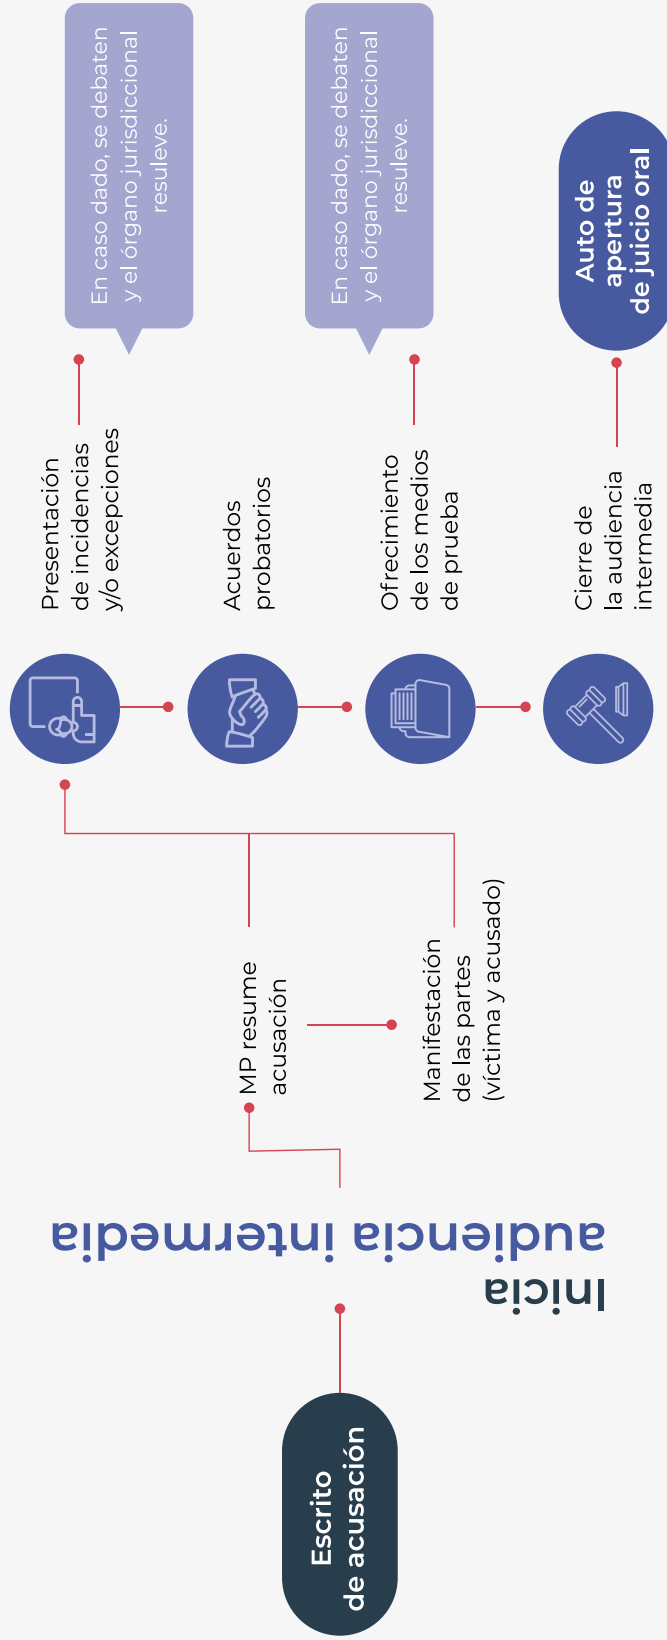 Escrito
de acusación
Inicia
audiencia intermedia
MP resume
acusación
Manifestación
de las partes
(víctima y acusado)
Presentación
de incidencias
y/o excepciones
En caso dado, se debaten
y el órgano jurisdiccional
resuleve.
Acuerdos
probatorios
Ofrecimiento
de los medios
de prueba
En caso dado, se debaten
y el órgano jurisdiccional
resuleve.
Cierre de
la audiencia
intermedia
Auto de
apertura
de juicio oral